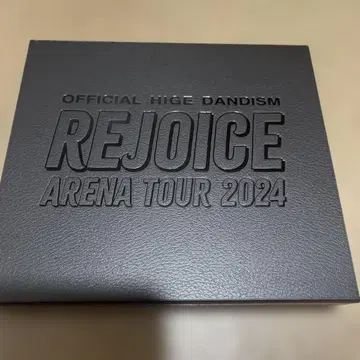 OFFICIAL HIGE DANDISM
REJOICE
ARENA TOUR 2024